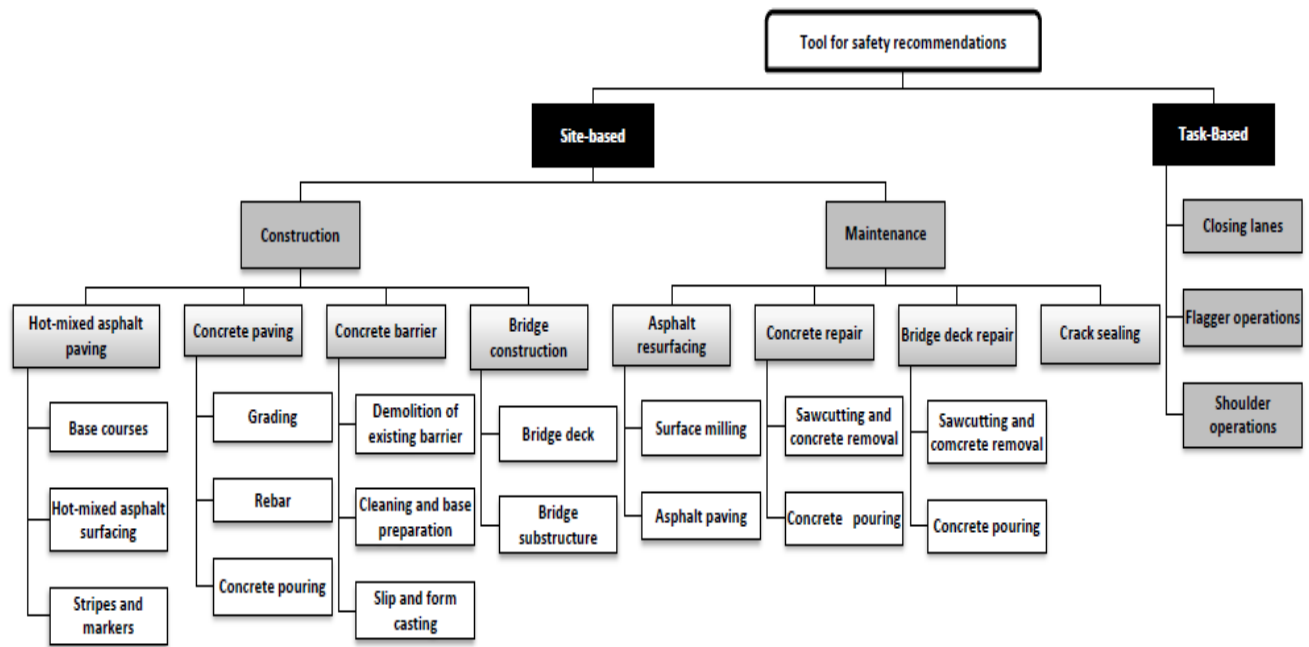 Tool for safety recommendations
Site-based
Task-Based
Construction
Maintenance
Closing lanes
Flagger operations
Shoulder
operations
Hot-mixed asphalt
paving
Concrete paving
Concrete barrier
Bridge
construction
Asphalt
resurfacing
Concrete repair
Bridge deck repair
Crack sealing
Base courses
Hot-mixed asphalt
surfacing
Stripes and
markers
Grading
Rebar
Concrete pouring
Demolition of
existing barrier
Cleaning and base
preparation
Slip and form
casting
Bridge deck
Bridge
substructure
Surface milling
Asphalt paving
Sawcutting and
concrete removal
Concrete pouring
Sawcutting and
comcrete removal
Concrete pouring